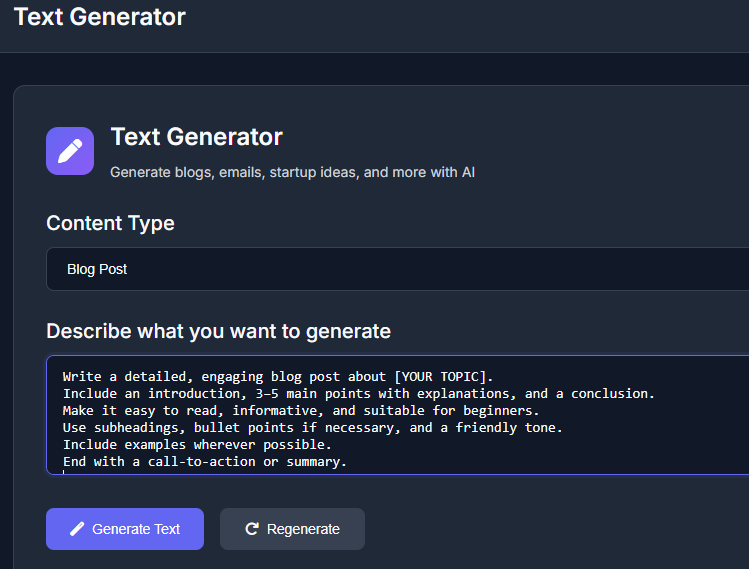 Text Generator
Text Generator
Generate blogs, emails, startup ideas, and more with AI
Content Type
Blog Post
Describe what you want to generate
Write a detailed, engaging blog post about [YOUR TOPIC].
Include an introduction, 3–5 main points with explanations, and a conclusion.
Make it easy to read, informative, and suitable for beginners.
Use subheadings, bullet points if necessary, and a friendly tone.
Include examples wherever possible.
End with a call-to-action or summary.
Generate Text
Regenerate